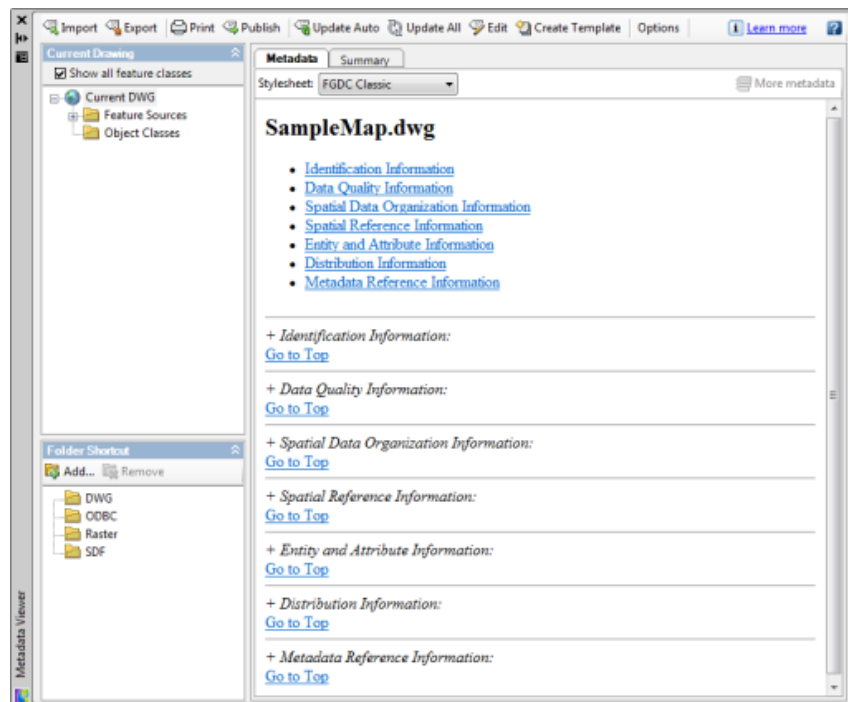 Import Export Print Publish Update Auto Update All Edit Create Template Options Learn more
Current Drawing
Show all feature classes
Current DWG
Feature Sources
Object Classes
Metadata Summary
Stylesheet: FGDC Classic More metadata
SampleMap.dwg
Identification Information
Data Quality Information
Spatial Data Organization Information
Spatial Reference Information
Entity and Attribute Information
Distribution Information
Metadata Reference Information
+ Identification Information:
Go to Top
+ Data Quality Information:
Go to Top
+ Spatial Data Organization Information:
Go to Top
+ Spatial Reference Information:
Go to Top
+ Entity and Attribute Information:
Go to Top
+ Distribution Information:
Go to Top
+ Metadata Reference Information:
Go to Top
Folder Shortcut
Add... Remove
DWG
ODBC
Raster
SDF
Metadata Viewer